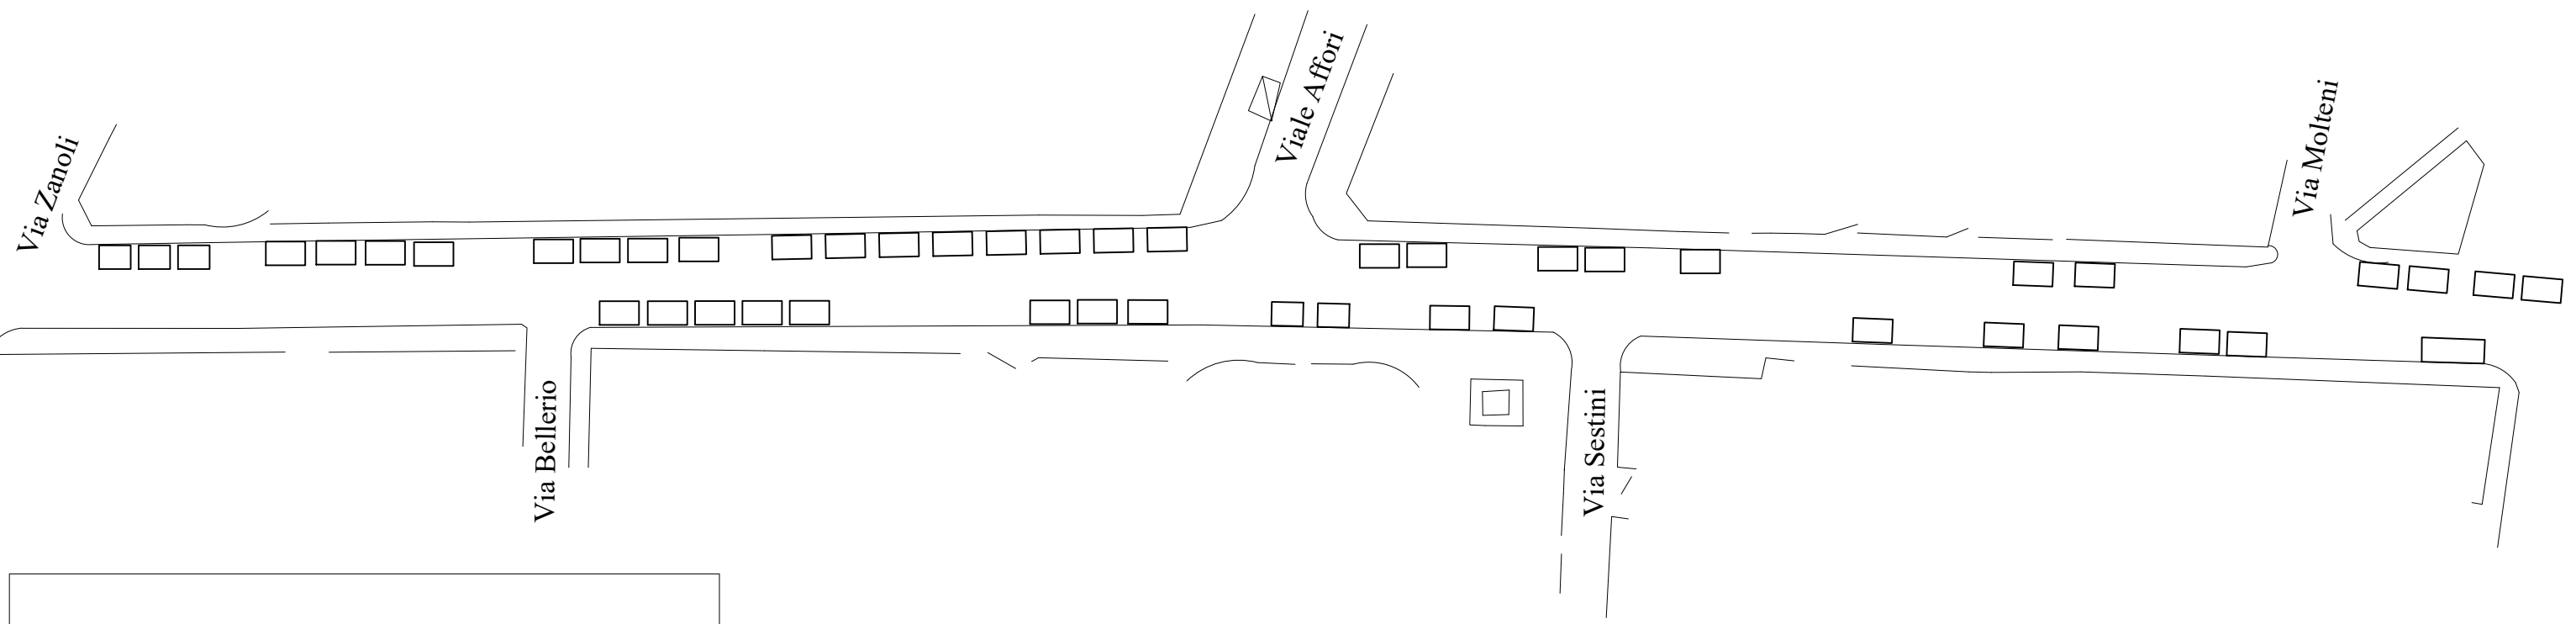 Via Zanoli
Viale Affori
Via Molteni
Via Bellerio
Via Sestini